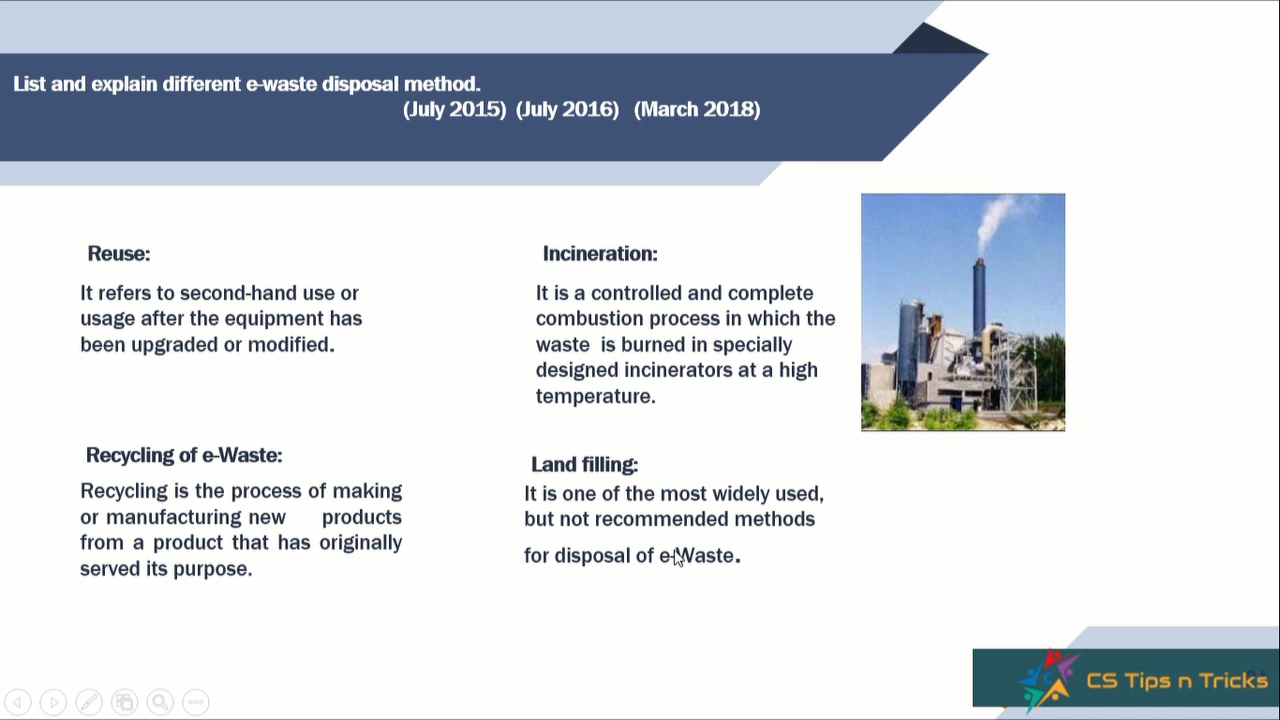 List and explain different e-waste disposal method.
(July 2015) (July 2016) (March 2018)
Reuse:
It refers to second-hand use or
usage after the equipment has
been upgraded or modified.
Recycling of e-Waste:
Recycling is the process of making
or manufacturing new products
from a product that has originally
served its purpose.
Incineration:
It is a controlled and complete
combustion process in which the
waste is burned in specially
designed incinerators at a high
temperature.
Land filling:
It is one of the most widely used,
but not recommended methods
for disposal of e-Waste.
CS Tips n Tricks